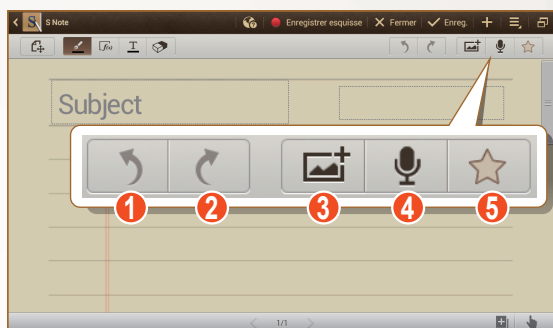 S Note Enregistrer esquisse Fermer Enreg.
f(x) T
Subject
1 2 3 4 5
1/1